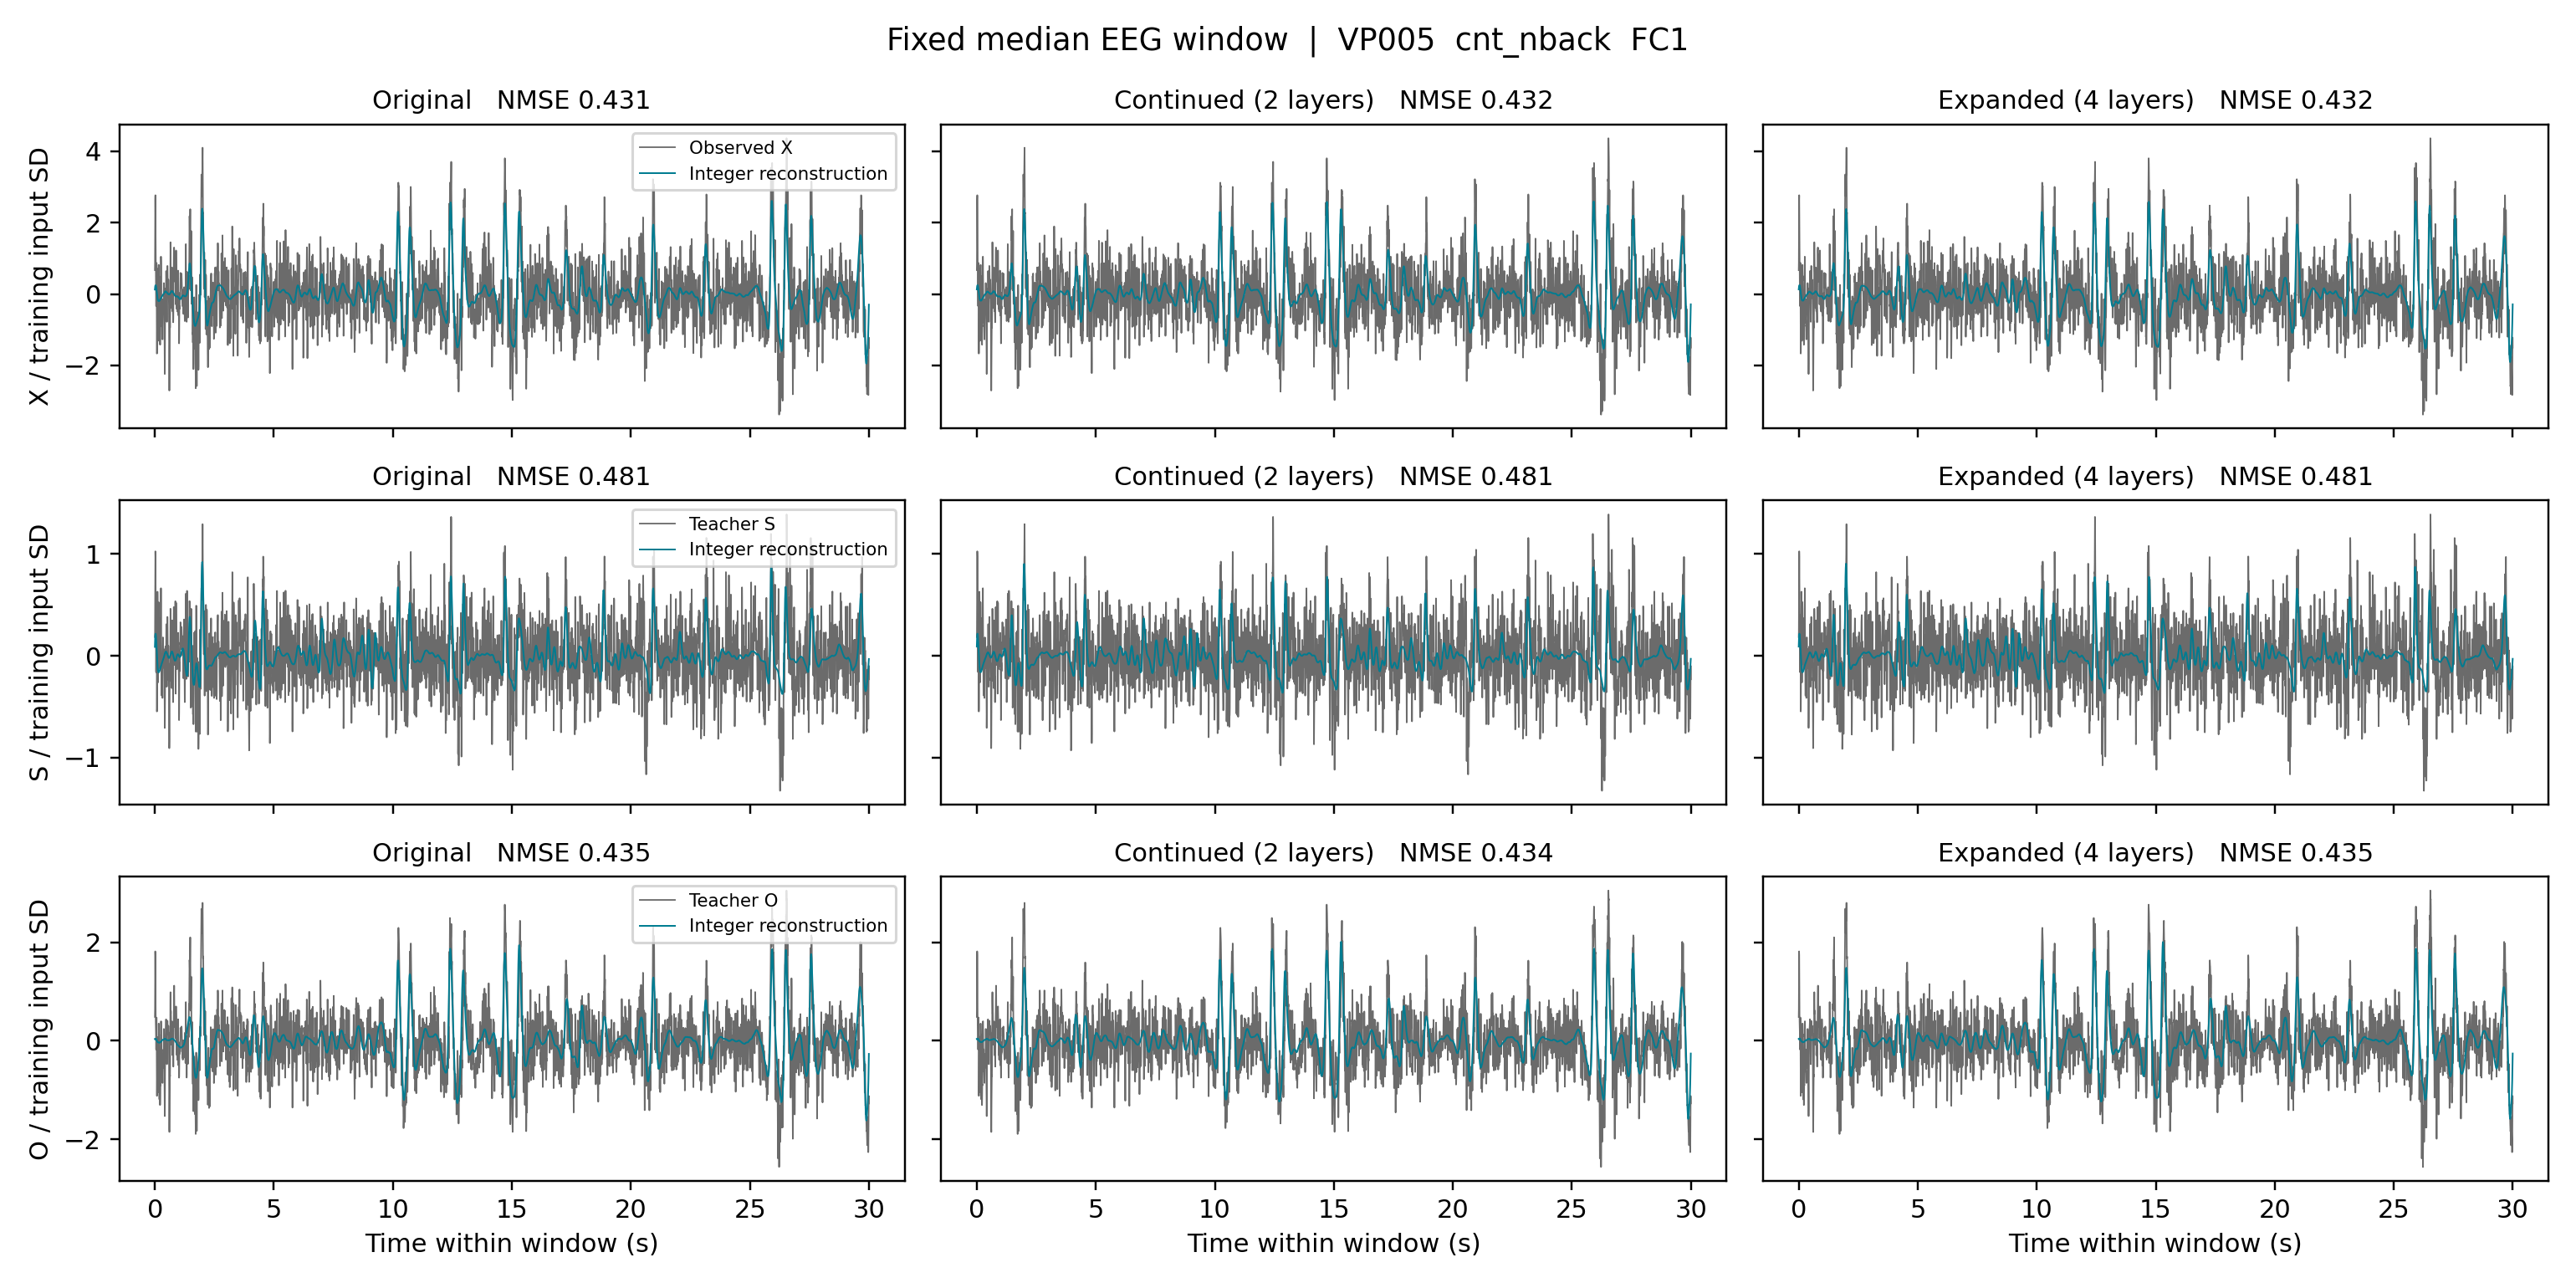 Fixed median EEG window | VP005 cnt_nback FC1
Original NMSE 0.431
Continued (2 layers) NMSE 0.432
Expanded (4 layers) NMSE 0.432
X / training input SD
4
2
0
−2
Observed X
Integer reconstruction
Original NMSE 0.481
Continued (2 layers) NMSE 0.481
Expanded (4 layers) NMSE 0.481
S / training input SD
1
0
−1
Teacher S
Integer reconstruction
Original NMSE 0.435
Continued (2 layers) NMSE 0.434
Expanded (4 layers) NMSE 0.435
O / training input SD
2
0
−2
Teacher O
Integer reconstruction
0 5 10 15 20 25 30
0 5 10 15 20 25 30
0 5 10 15 20 25 30
Time within window (s)
Time within window (s)
Time within window (s)